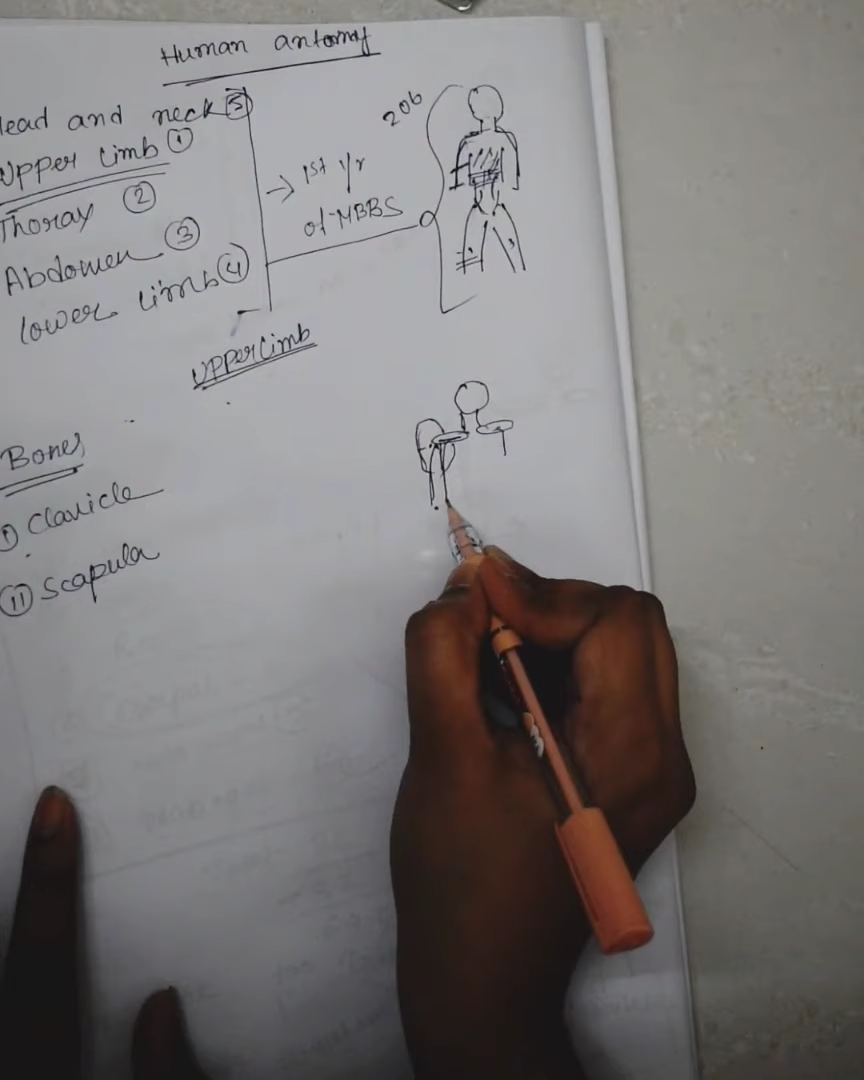 Human antomy
Head and neck 5
Upper limb 1
Thorax 2
Abdomen 3
lower limb 4
→ 1st yr
of MBBS
206
UPPer Limb
Bones
I Clavicle
II Scapula